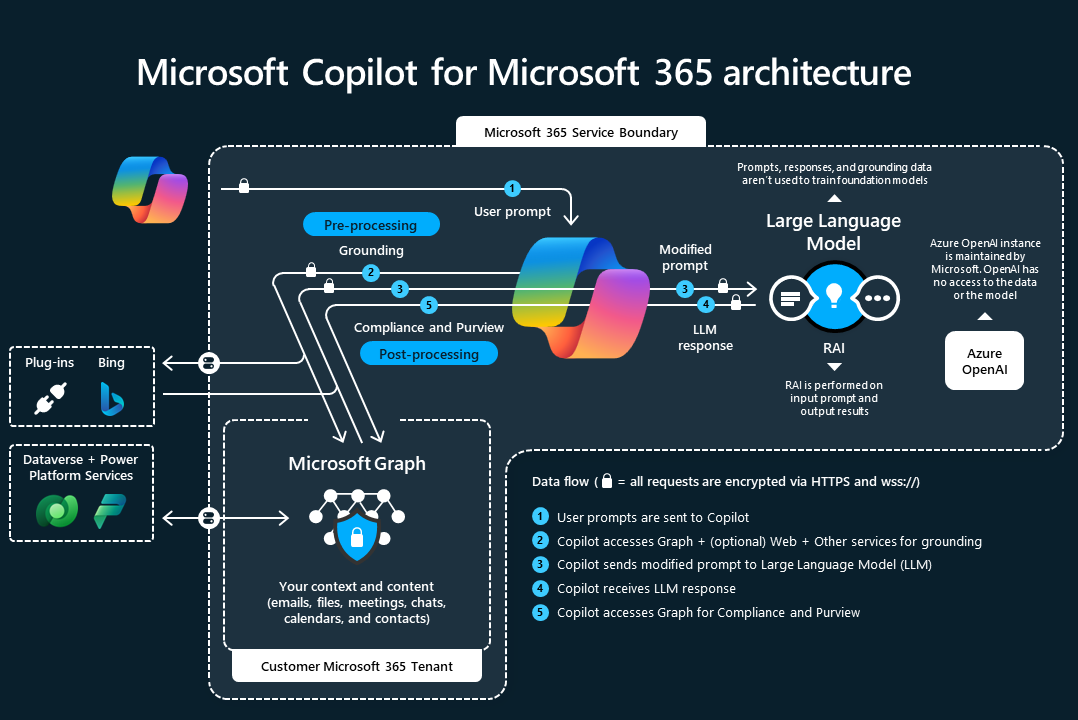 Microsoft Copilot for Microsoft 365 architecture
Microsoft 365 Service Boundary
Prompts, responses, and grounding data
aren't used to train foundation models
1
User prompt
Pre-processing
Grounding
2
3
5
Compliance and Purview
Post-processing
Modified
prompt
3
4
LLM
response
Large Language
Model
RAI
RAI is performed on
input prompt and
output results
Azure OpenAI instance
is maintained by
Microsoft. OpenAI has
no access to the data
or the model
Azure
OpenAI
Plug-ins
Bing
Dataverse + Power
Platform Services
Microsoft Graph
Your context and content
(emails, files, meetings, chats,
calendars, and contacts)
Customer Microsoft 365 Tenant
Data flow ( = all requests are encrypted via HTTPS and wss://)
1 User prompts are sent to Copilot
2 Copilot accesses Graph + (optional) Web + Other services for grounding
3 Copilot sends modified prompt to Large Language Model (LLM)
4 Copilot receives LLM response
5 Copilot accesses Graph for Compliance and Purview